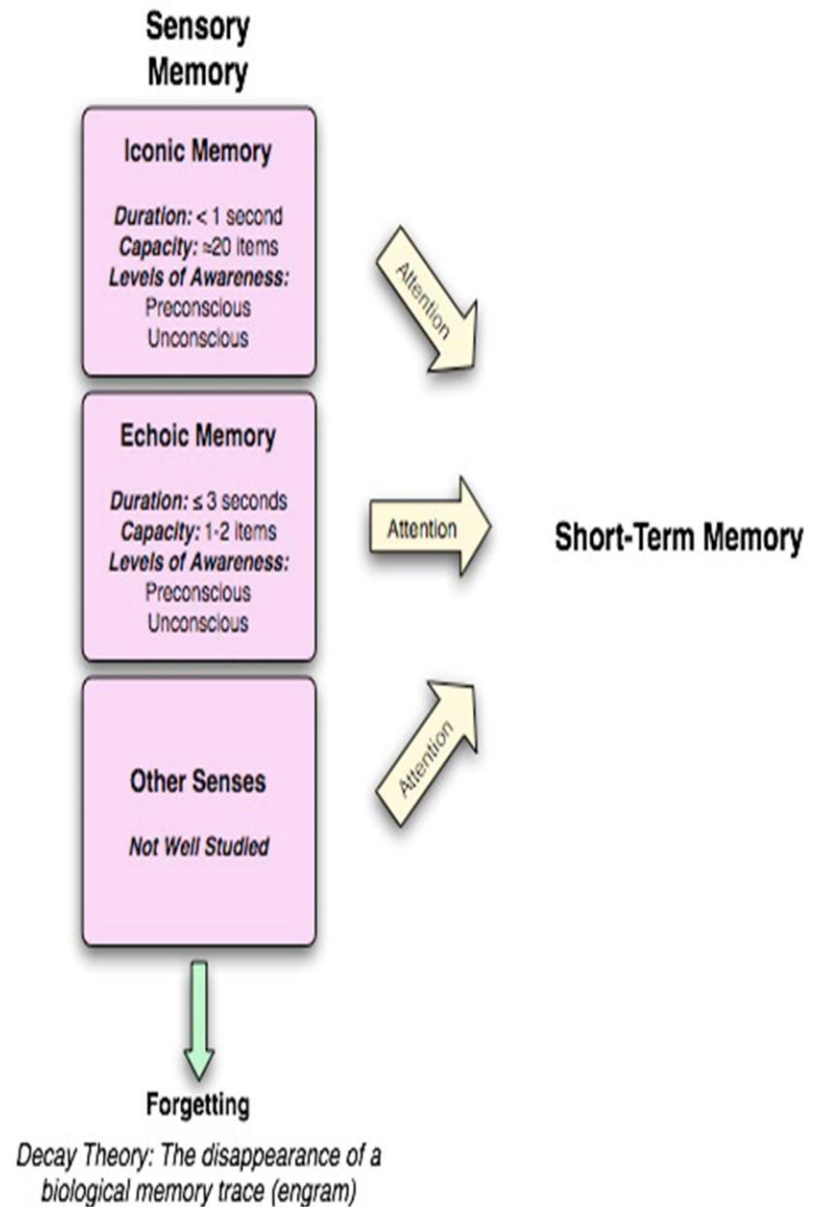 Sensory
Memory
Iconic Memory
Duration: < 1 second
Capacity: ≈20 items
Levels of Awareness:
Preconscious
Unconscious
Attention
Echoic Memory
Duration: ≤ 3 seconds
Capacity: 1-2 items
Levels of Awareness:
Preconscious
Unconscious
Attention
Short-Term Memory
Other Senses
Not Well Studied
Attention
Forgetting
Decay Theory: The disappearance of a
biological memory trace (engram)